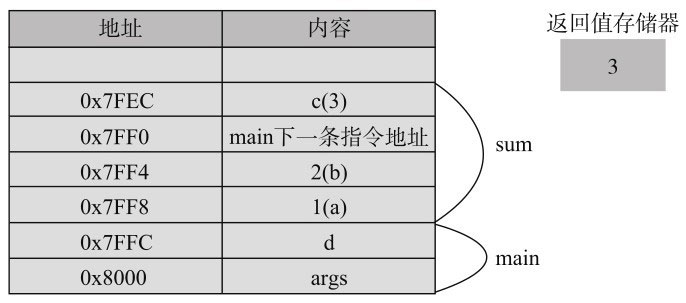 地址 内容
0x7FEC c(3)
0x7FF0 main下一条指令地址
0x7FF4 2(b)
0x7FF8 1(a)
0x7FFC d
0x8000 args
sum
main
返回值存储器
3